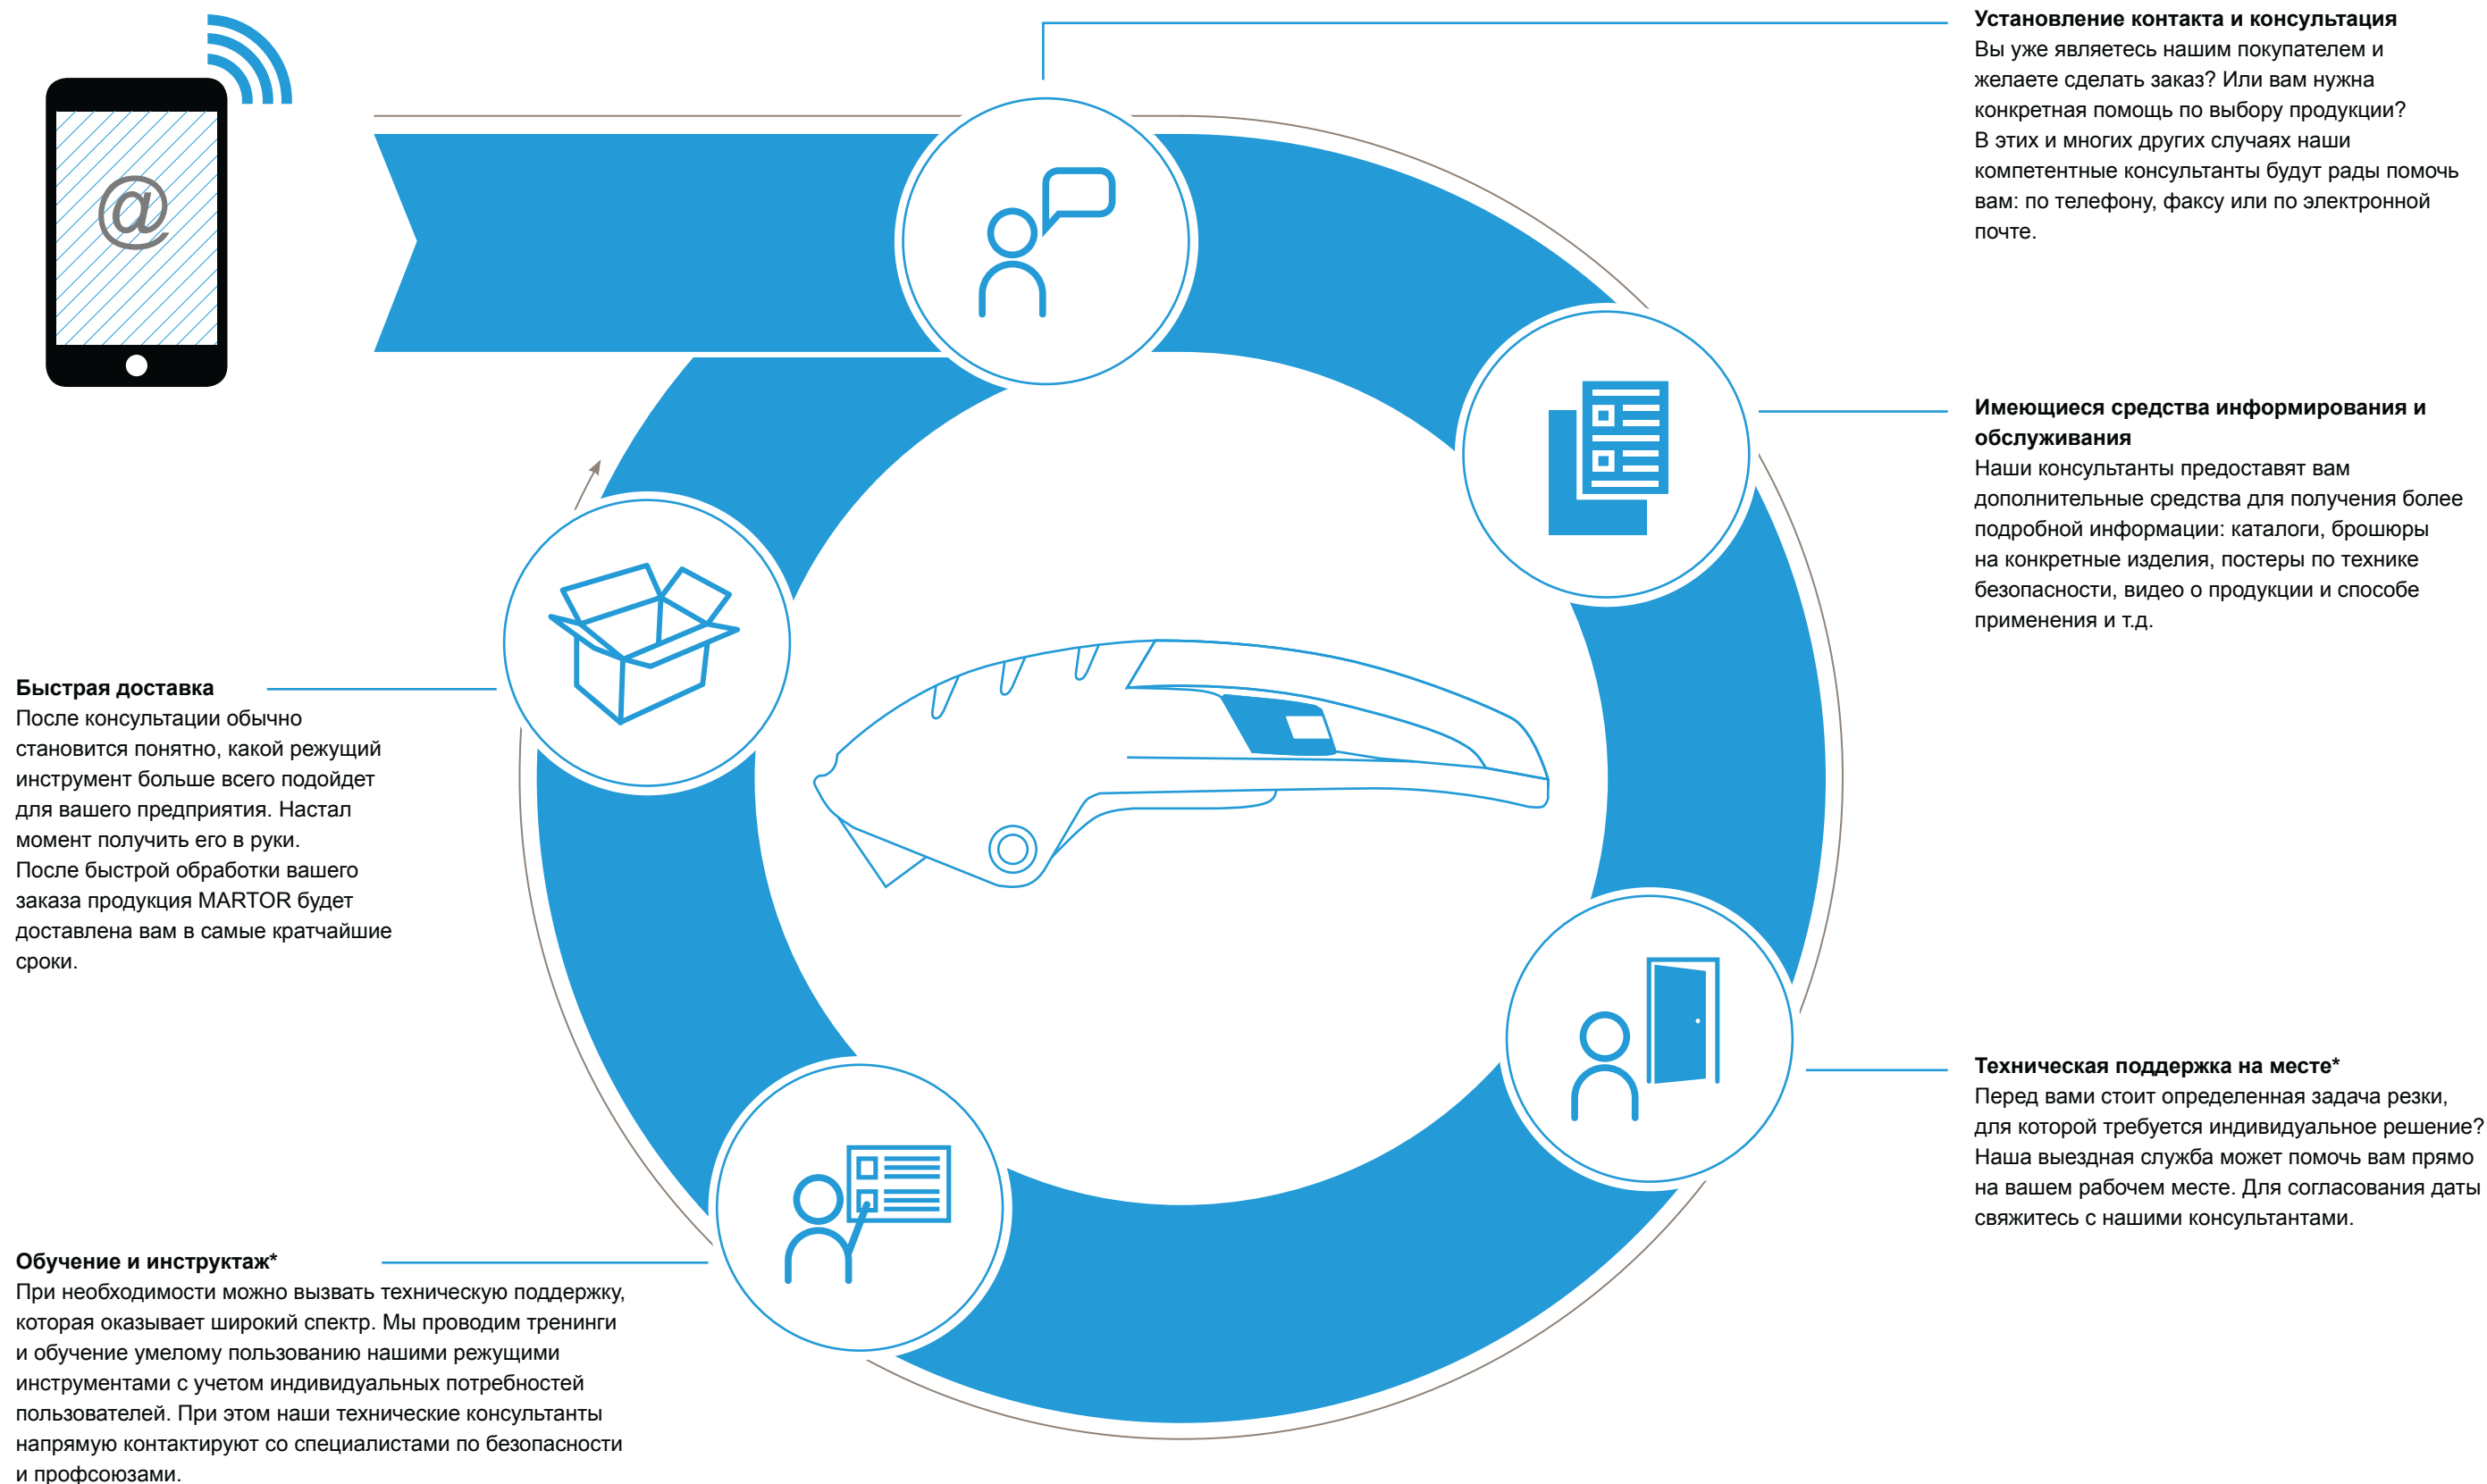 @
Установление контакта и консультация
Вы уже являетесь нашим покупателем и
желаете сделать заказ? Или вам нужна
конкретная помощь по выбору продукции?
В этих и многих других случаях наши
компетентные консультанты будут рады помочь
вам: по телефону, факсу или по электронной
почте.
Имеющиеся средства информирования и
обслуживания
Наши консультанты предоставят вам
дополнительные средства для получения более
подробной информации: каталоги, брошюры
на конкретные изделия, постеры по технике
безопасности, видео о продукции и способе
применения и т.д.
Техническая поддержка на месте*
Перед вами стоит определенная задача резки,
для которой требуется индивидуальное решение?
Наша выездная служба может помочь вам прямо
на вашем рабочем месте. Для согласования даты
свяжитесь с нашими консультантами.
Обучение и инструктаж*
При необходимости можно вызвать техническую поддержку,
которая оказывает широкий спектр. Мы проводим тренинги
и обучение умелому пользованию нашими режущими
инструментами с учетом индивидуальных потребностей
пользователей. При этом наши технические консультанты
напрямую контактируют со специалистами по безопасности
и профсоюзами.
Быстрая доставка
После консультации обычно
становится понятно, какой режущий
инструмент больше всего подойдет
для вашего предприятия. Настал
момент получить его в руки.
После быстрой обработки вашего
заказа продукция MARTOR будет
доставлена вам в самые кратчайшие
сроки.